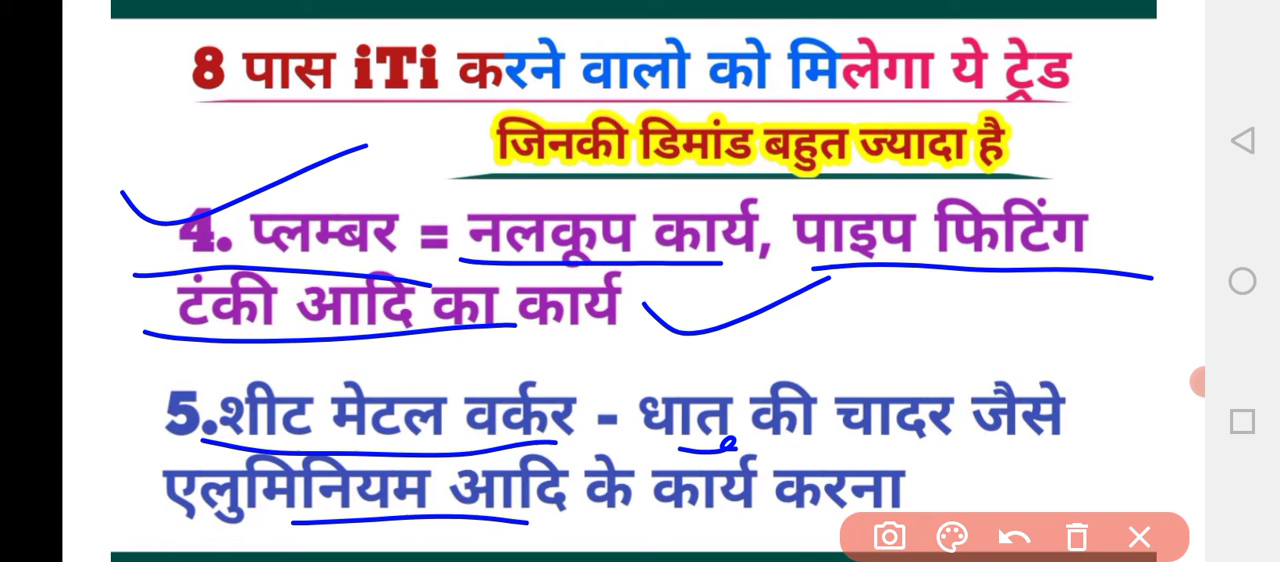 8 पास iTi करने वालो को मिलेगा ये ट्रेड
जिनकी डिमांड बहुत ज्यादा है
4. प्लम्बर = नलकूप कार्य, पाइप फिटिंग
टंकी आदि का कार्य
5.शीट मेटल वर्कर - धात की चादर जैसे
एलुमिनियम आदि के कार्य करना